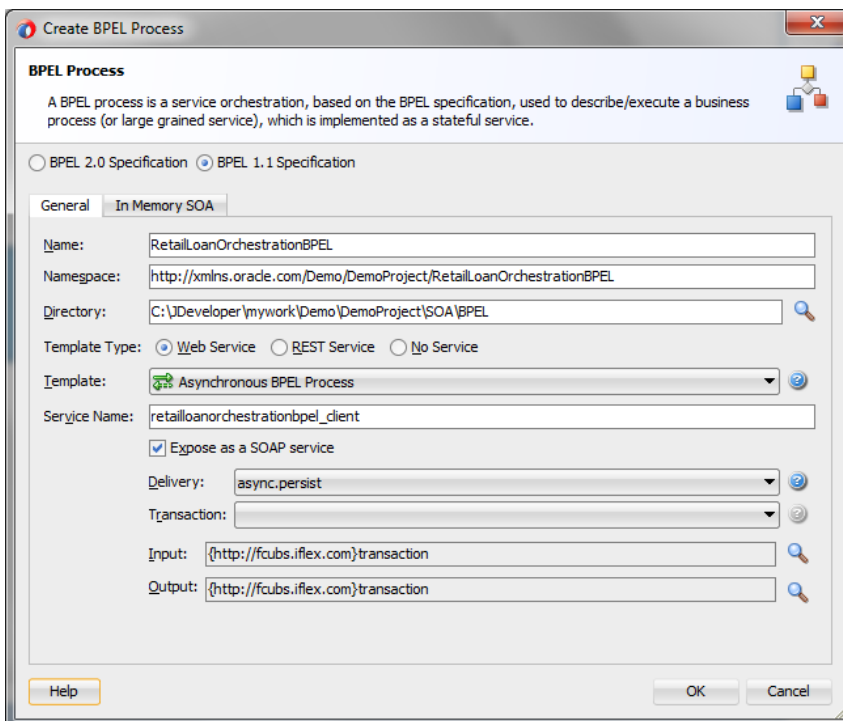 Create BPEL Process
BPEL Process
A BPEL process is a service orchestration, based on the BPEL specification, used to describe/execute a business
process (or large grained service), which is implemented as a stateful service.
BPEL 2.0 Specification BPEL 1.1 Specification
General In Memory SOA
Name: RetailLoanOrchestrationBPEL
Namespace: http://xmlns.oracle.com/Demo/DemoProject/RetailLoanOrchestrationBPEL
Directory: C:\JDeveloper\mywork\Demo\DemoProject\SOA\BPEL
Template Type: Web Service REST Service No Service
Template: Asynchronous BPEL Process
Service Name: retailloanorchestrationbpel_client
Expose as a SOAP service
Delivery: async.persist
Transaction:
Input: {http://fcubs.iflex.com}transaction
Output: {http://fcubs.iflex.com}transaction
Help OK Cancel